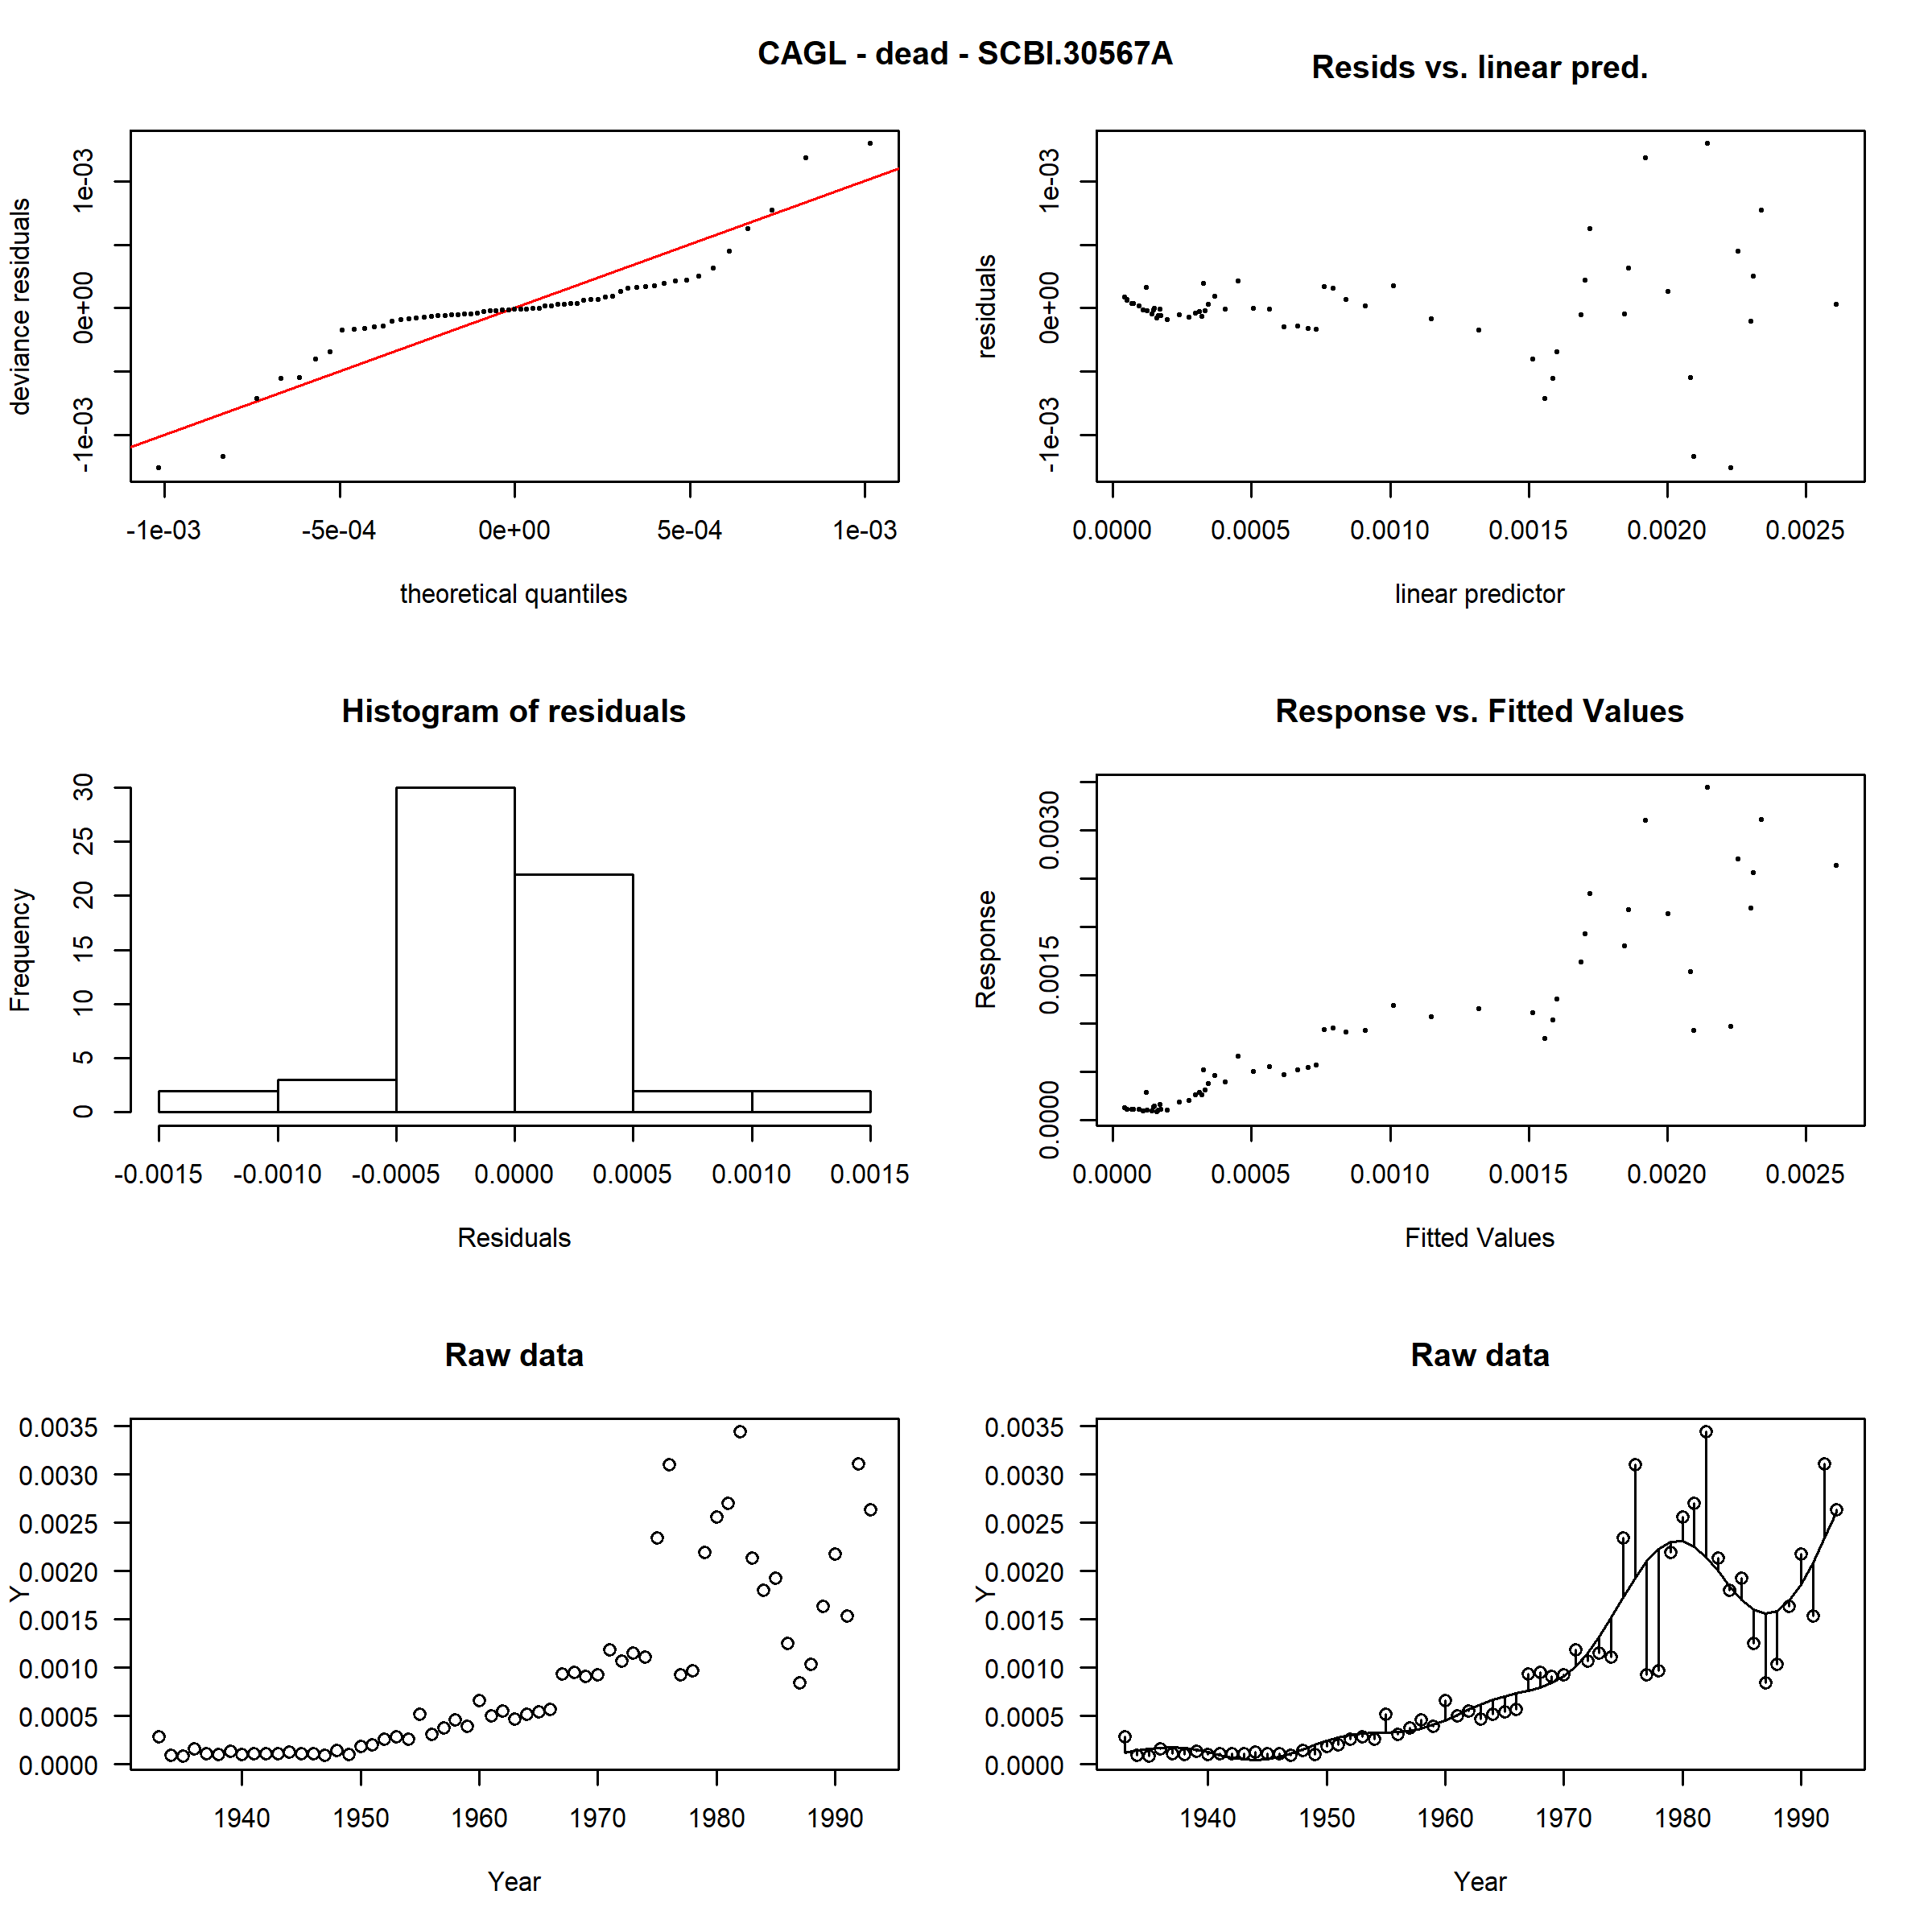 CAGL - dead - SCBI.30567A
Resids vs. linear pred.
deviance residuals
-1e-03 0e+00 1e-03
-1e-03 -5e-04 0e+00 5e-04 1e-03
theoretical quantiles
residuals
-1e-03 0e+00 1e-03
0.0000 0.0005 0.0010 0.0015 0.0020 0.0025
linear predictor
Histogram of residuals
Frequency
0 5 10 15 20 25 30
-0.0015 -0.0010 -0.0005 0.0000 0.0005 0.0010 0.0015
Residuals
Response vs. Fitted Values
Response
0.0000 0.0015 0.0030
0.0000 0.0005 0.0010 0.0015 0.0020 0.0025
Fitted Values
Raw data
Y
0.0035
0.0030
0.0025
0.0020
0.0015
0.0010
0.0005
0.0000
1940 1950 1960 1970 1980 1990
Year
Raw data
Y
0.0035
0.0030
0.0025
0.0020
0.0015
0.0010
0.0005
0.0000
1940 1950 1960 1970 1980 1990
Year